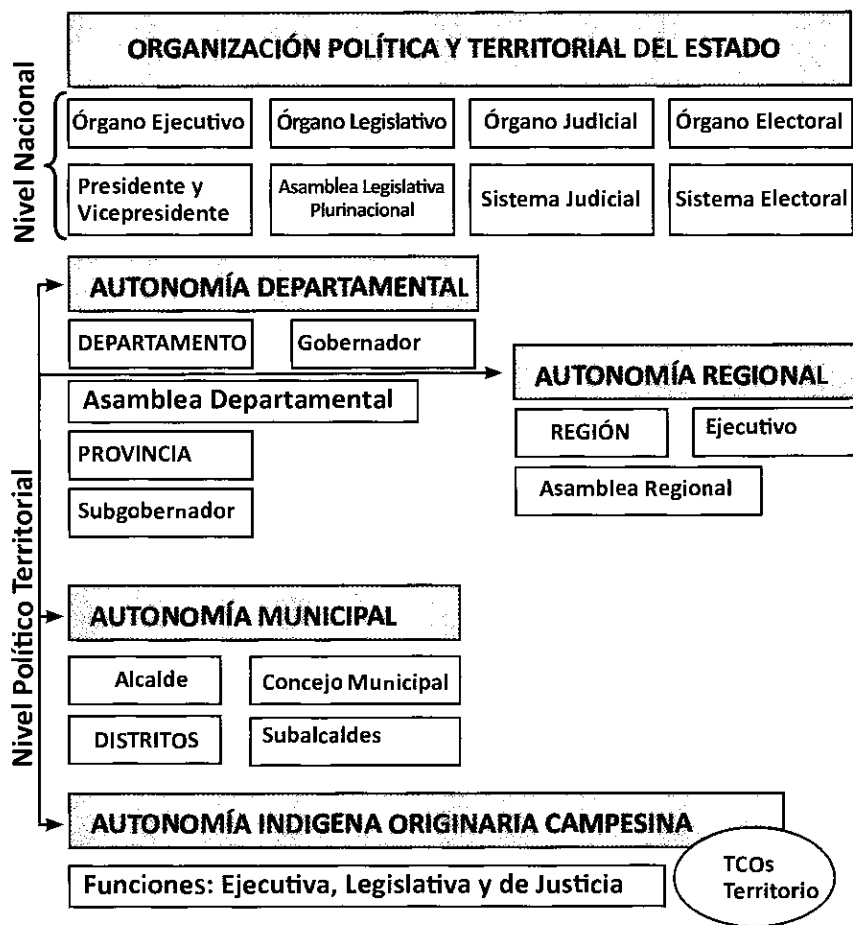 ORGANIZACIÓN POLÍTICA Y TERRITORIAL DEL ESTADO
Nivel Nacional
Órgano Ejecutivo
Órgano Legislativo
Órgano Judicial
Órgano Electoral
Presidente y
Vicepresidente
Asamblea Legislativa
Plurinacional
Sistema Judicial
Sistema Electoral
Nivel Político Territorial
AUTONOMÍA DEPARTAMENTAL
DEPARTAMENTO
Gobernador
Asamblea Departamental
PROVINCIA
Subgobernador
AUTONOMÍA REGIONAL
REGIÓN
Ejecutivo
Asamblea Regional
AUTONOMÍA MUNICIPAL
Alcalde
Concejo Municipal
DISTRITOS
Subalcaldes
AUTONOMÍA INDIGENA ORIGINARIA CAMPESINA
Funciones: Ejecutiva, Legislativa y de Justicia
TCOs
Territorio